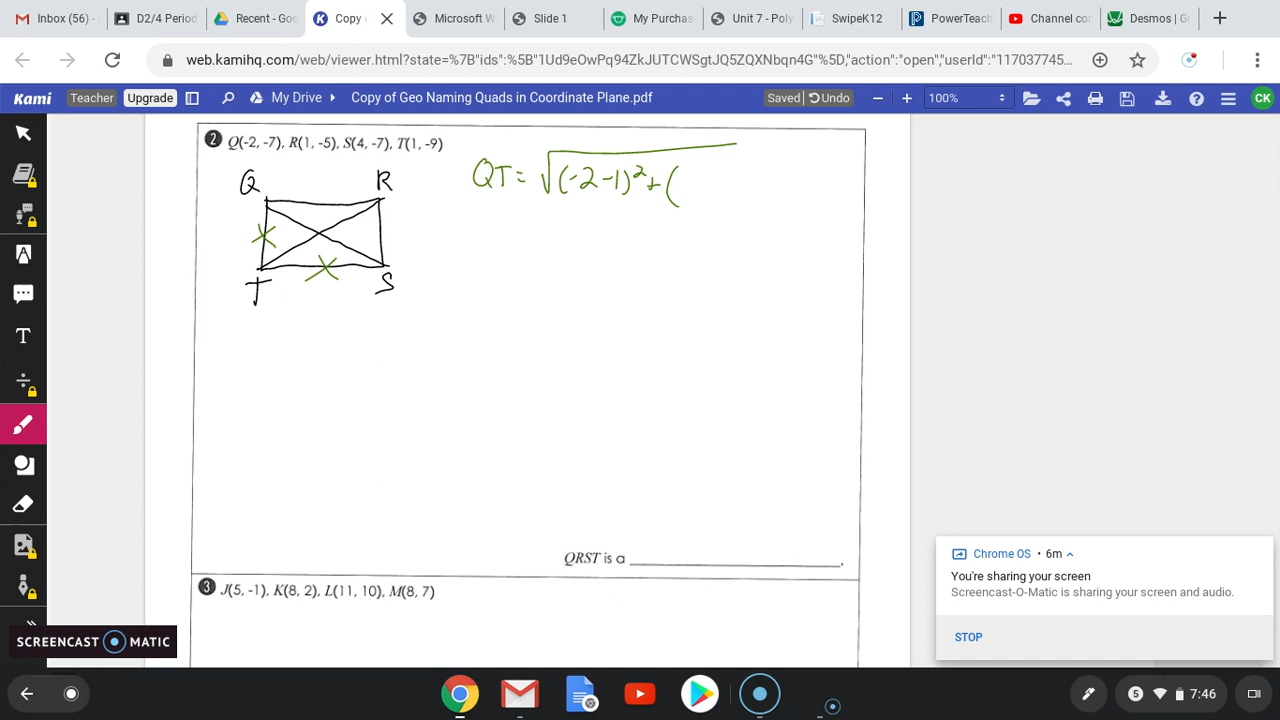 Inbox (56) -
D2/4 Period
Recent - Goo
Copy
Microsoft W
Slide 1
My Purchas
Unit 7 - Poly
SwipeK12
PowerTeach
Channel con
Desmos | G
web.kamihq.com/web/viewer.html?state=%7B"ids"%3A%5B"1Ud9eOwPq94ZkJUTCWSgtJQ5ZQXNbqn4G"%5D,"action":"open","userId":"117037745...
Kami
Teacher
Upgrade
My Drive
Copy of Geo Naming Quads in Coordinate Plane.pdf
Saved
Undo
100%
CK
2 Q(-2, -7), R(1, -5), S(4, -7), T(1, -9)
Q R
T S
QT = √(-2-1)² + (
QRST is a ____________________.
3 J(5, -1), K(8, 2), L(11, 10), M(8, 7)
SCREENCAST MATIC
Chrome OS • 6m
You're sharing your screen
Screencast-O-Matic is sharing your screen and audio.
STOP
5 7:46